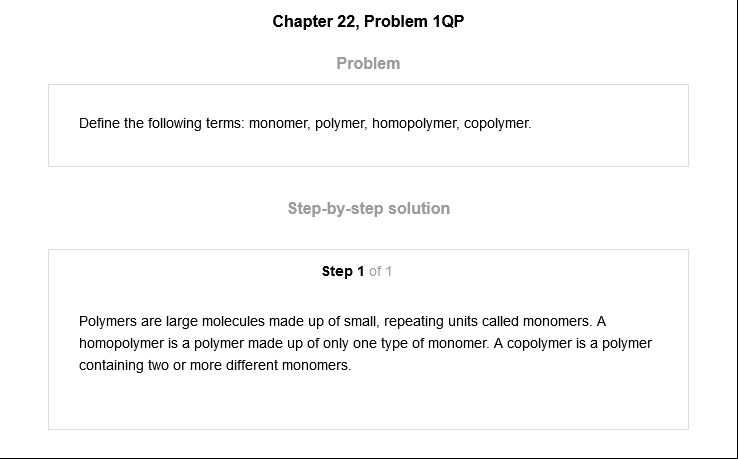 Chapter 22, Problem 1QP
Problem
Define the following terms: monomer, polymer, homopolymer, copolymer.
Step-by-step solution
Step 1 of 1
Polymers are large molecules made up of small, repeating units called monomers. A
homopolymer is a polymer made up of only one type of monomer. A copolymer is a polymer
containing two or more different monomers.